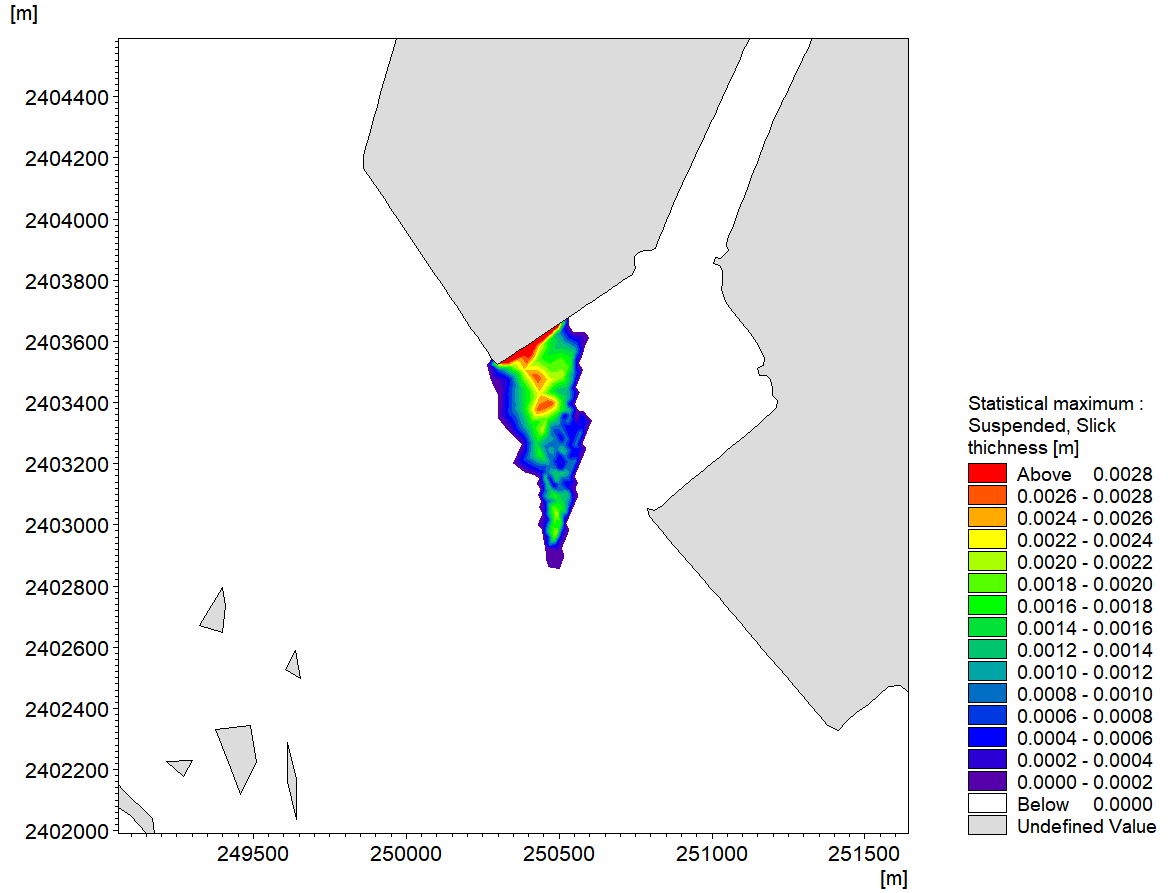 [m]
2404400
2404200
2404000
2403800
2403600
2403400
2403200
2403000
2402800
2402600
2402400
2402200
2402000
249500 250000 250500 251000 251500
[m]
Statistical maximum :
Suspended, Slick
thichness [m]
Above 0.0028
0.0026 - 0.0028
0.0024 - 0.0026
0.0022 - 0.0024
0.0020 - 0.0022
0.0018 - 0.0020
0.0016 - 0.0018
0.0014 - 0.0016
0.0012 - 0.0014
0.0010 - 0.0012
0.0008 - 0.0010
0.0006 - 0.0008
0.0004 - 0.0006
0.0002 - 0.0004
0.0000 - 0.0002
Below 0.0000
Undefined Value